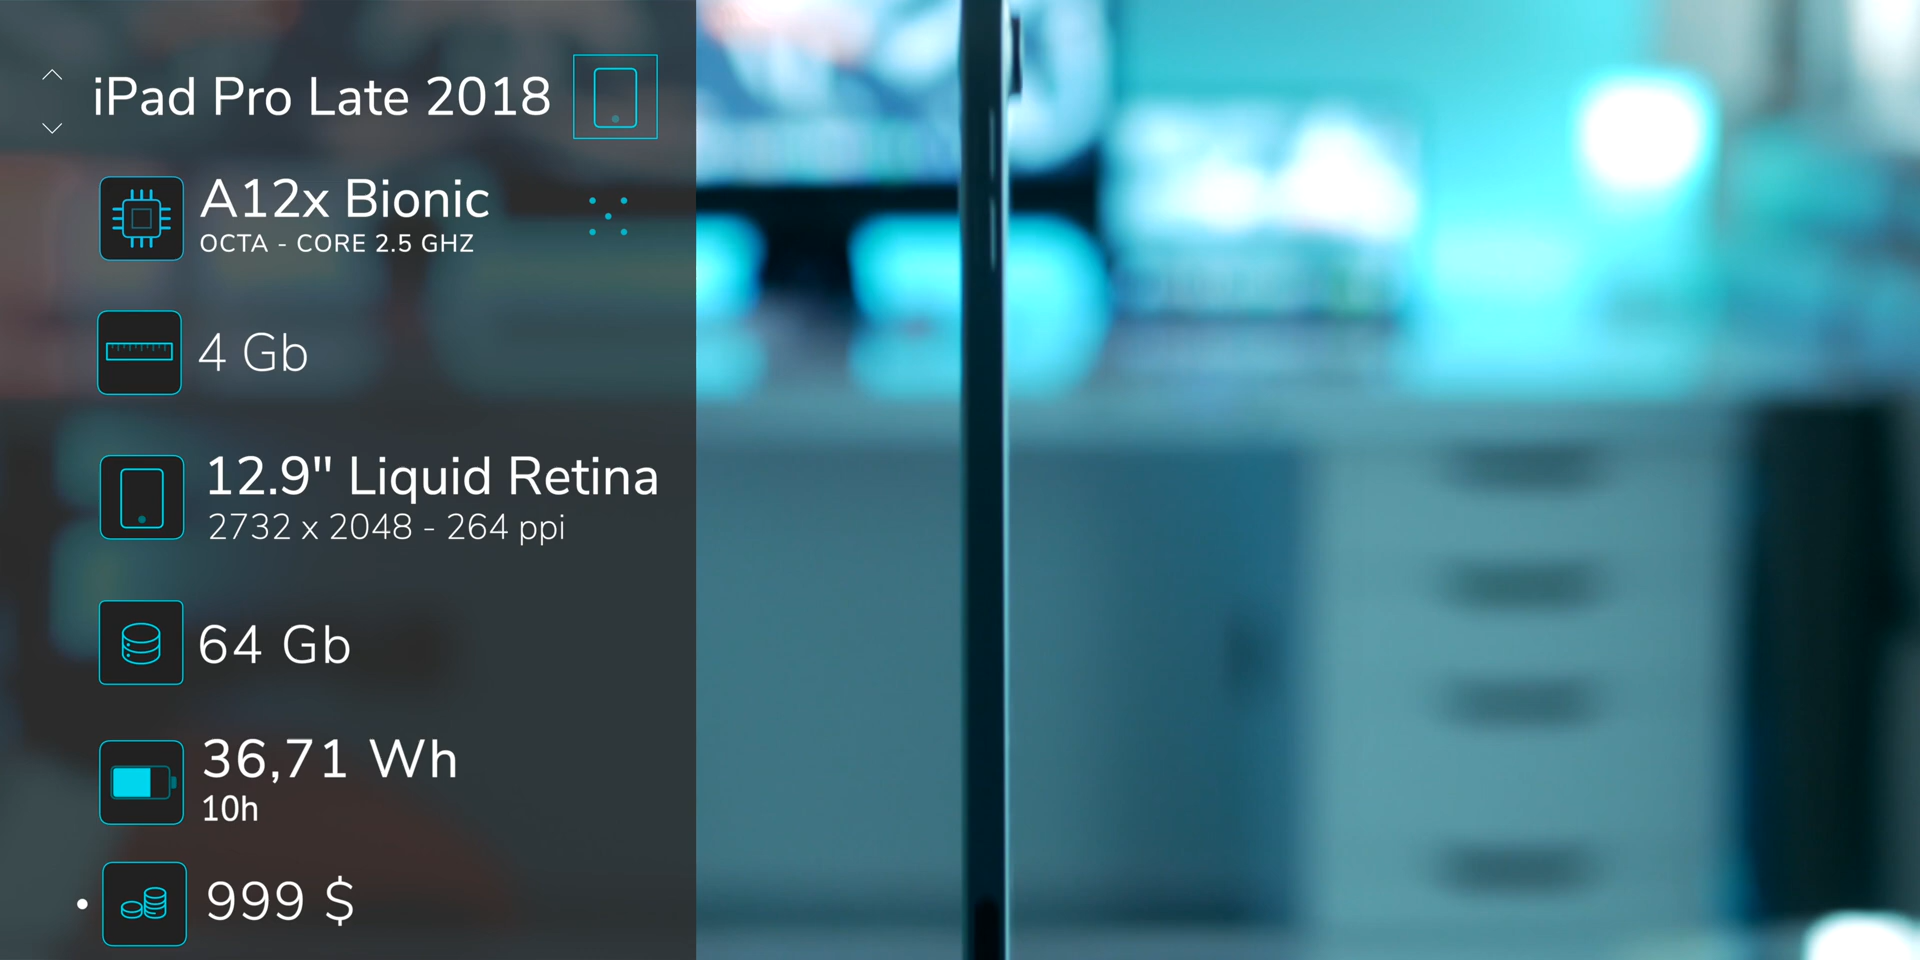 iPad Pro Late 2018
A12x Bionic
OCTA - CORE 2.5 GHZ
4 Gb
12.9" Liquid Retina
2732 x 2048 - 264 ppi
64 Gb
36,71 Wh
10h
999 $